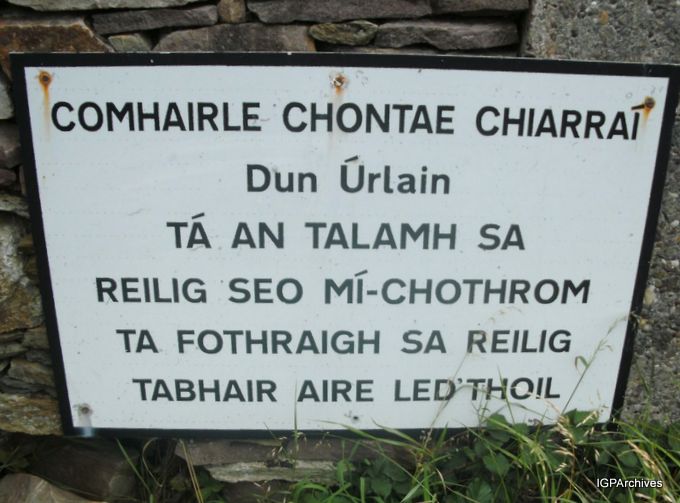 COMHAIRLE CHONTAE CHIARRAÍ
Dun Úrlain
TÁ AN TALAMH SA
REILIG SEO MÍ-CHOTHROM
TA FOTHRAIGH SA REILIG
TABHAIR AIRE LED'THOIL
IGPArchives